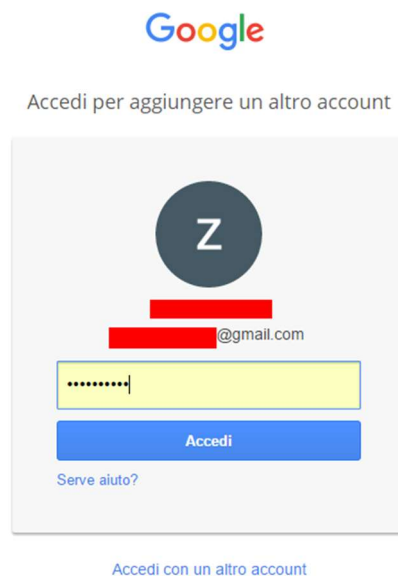 Google
Accedi per aggiungere un altro account
Z
@gmail.com
••••••••••
Accedi
Serve aiuto?
Accedi con un altro account